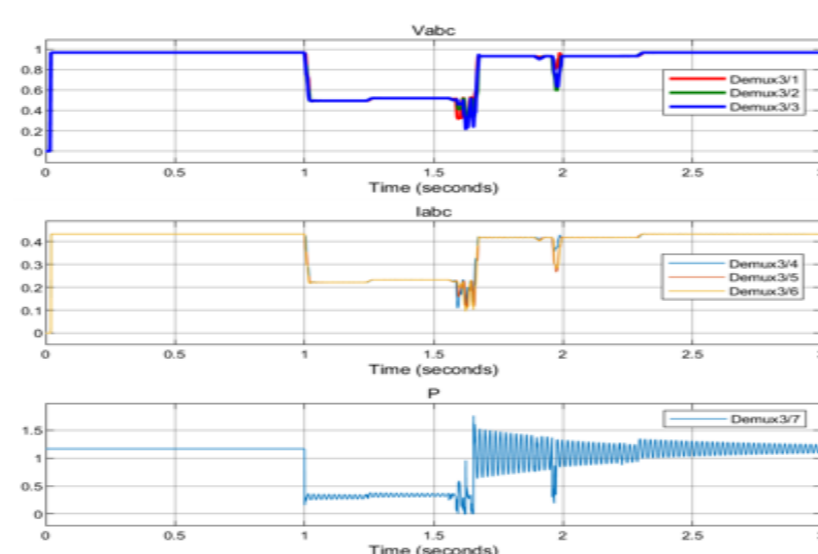 Vabc
1
0.8
0.6
0.4
0.2
0
Demux3/1
Demux3/2
Demux3/3
0 0.5 1 1.5 2 2.5
Time (seconds)
Iabc
0.4
0.3
0.2
0.1
0
Demux3/4
Demux3/5
Demux3/6
0 0.5 1 1.5 2 2.5
Time (seconds)
P
1.5
1
0.5
0
Demux3/7
0 0.5 1 1.5 2 2.5
Time (seconds)